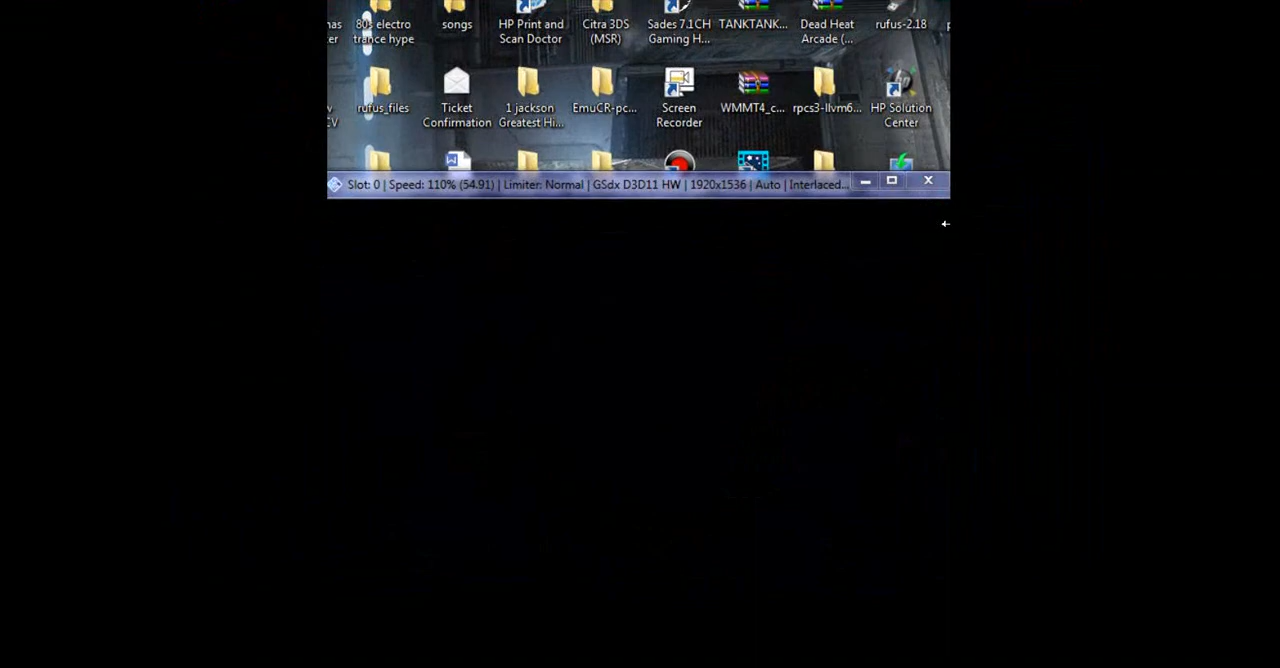 80s electro
trance hype
songs
HP Print and
Scan Doctor
Citra 3DS
(MSR)
Sades 7.1CH
Gaming H...
TANKTANK...
Dead Heat
Arcade (...
rufus-2.18
rufus_files
Ticket
Confirmation
1 jackson
Greatest Hi...
EmuCR-pc...
Screen
Recorder
WMMT4_c...
rpcs3-llvm6...
HP Solution
Center
Slot: 0 | Speed: 110% (54.91) | Limiter: Normal | GSdx D3D11 HW | 1920x1536 | Auto | Interlaced...